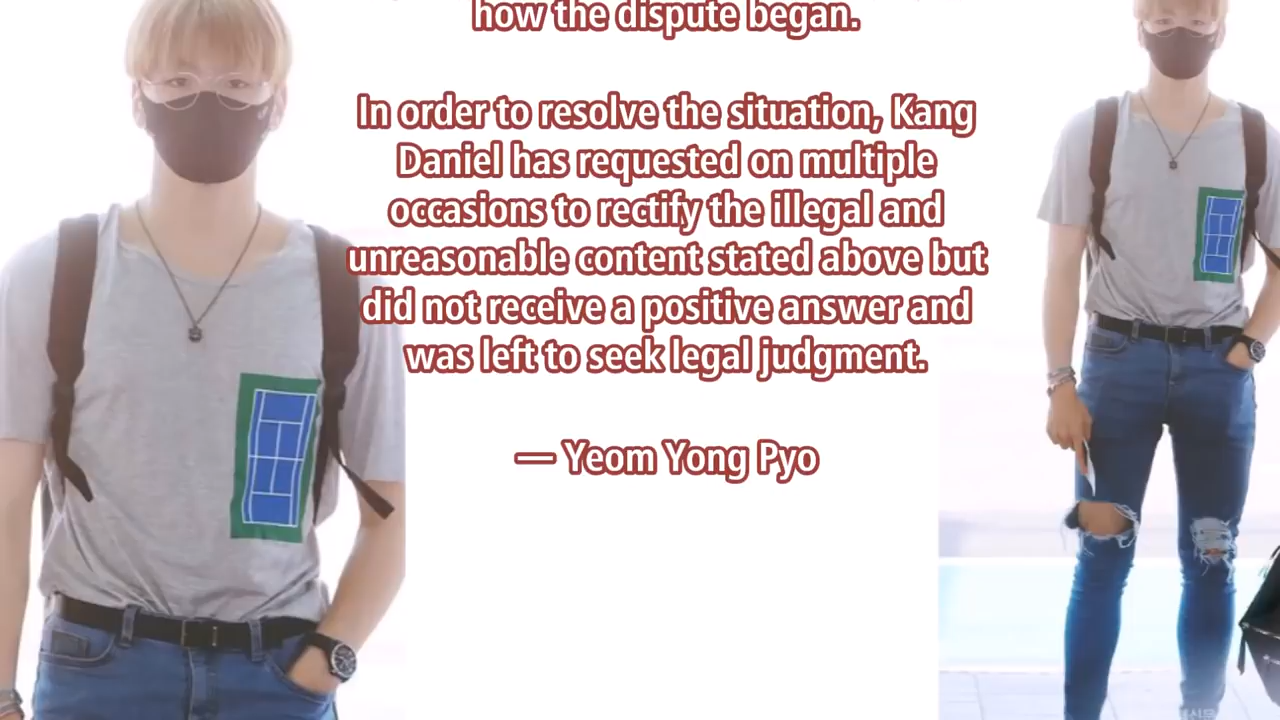 how the dispute began.
In order to resolve the situation, Kang
Daniel has requested on multiple
occasions to rectify the illegal and
unreasonable content stated above but
did not receive a positive answer and
was left to seek legal judgment.
— Yeom Yong Pyo